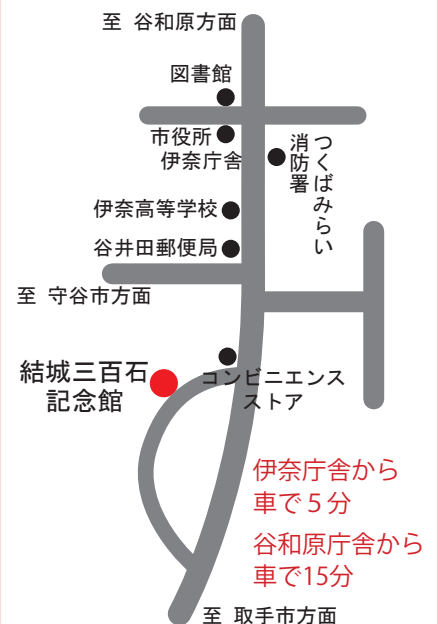 至 谷和原方面
図書館
市役所
伊奈庁舎
つくばみらい
消防署
伊奈高等学校
谷井田郵便局
至 守谷市方面
結城三百石
記念館
コンビニエンス
ストア
伊奈庁舎から
車で５分
谷和原庁舎から
車で15分
至 取手市方面